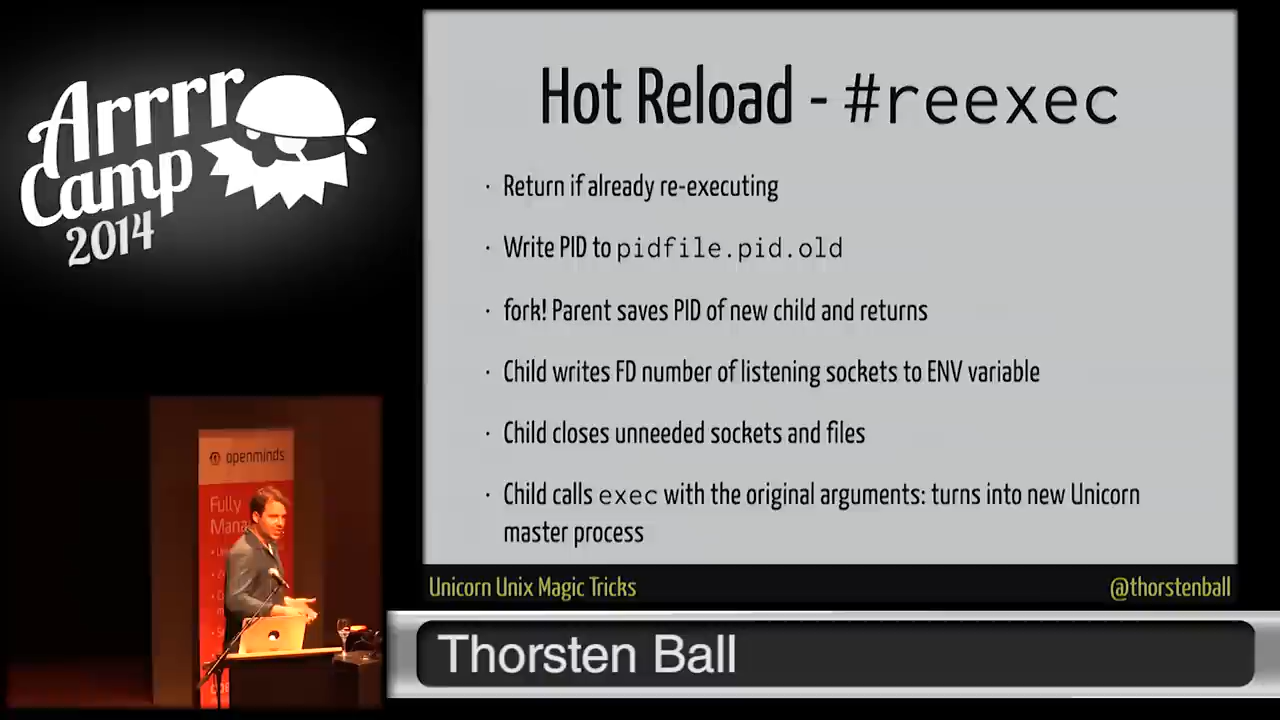 Arrrr
Camp
2014
Hot Reload - #reexec
· Return if already re-executing
· Write PID to pidfile.pid.old
· fork! Parent saves PID of new child and returns
· Child writes FD number of listening sockets to ENV variable
· Child closes unneeded sockets and files
· Child calls exec with the original arguments: turns into new Unicorn
master process
Unicorn Unix Magic Tricks
@thorstenball
openminds
Fully
Thorsten Ball